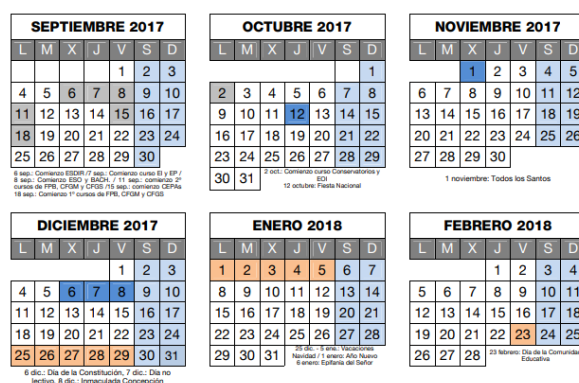 SEPTIEMBRE 2017
L M X J V S D
1 2 3
4 5 6 7 8 9 10
11 12 13 14 15 16 17
18 19 20 21 22 23 24
25 26 27 28 29 30
6 sep.: Comienzo ESDIR /7 sep.: Comienzo curso EI y EP /
8 sep.: Comienzo ESO y BACH. / 11 sep.: comienzo 2º
cursos de FPB, CFGM y CFGS /15 sep.: comienzo CEPAs
18 sep.: Comienzo 1º cursos de FPB, CFGM y CFGS
OCTUBRE 2017
L M X J V S D
1
2 3 4 5 6 7 8
9 10 11 12 13 14 15
16 17 18 19 20 21 22
23 24 25 26 27 28 29
30 31
2 oct.: Comienzo curso Conservatorios y
EOI
12 octubre: Fiesta Nacional
NOVIEMBRE 2017
L M X J V S D
1 2 3 4 5
6 7 8 9 10 11 12
13 14 15 16 17 18 19
20 21 22 23 24 25 26
27 28 29 30
1 noviembre: Todos los Santos
DICIEMBRE 2017
L M X J V S D
1 2 3
4 5 6 7 8 9 10
11 12 13 14 15 16 17
18 19 20 21 22 23 24
25 26 27 28 29 30 31
6 dic.: Día de la Constitución, 7 dic.: Día no
lectivo, 8 dic.: Inmaculada Concepción
ENERO 2018
L M X J V S D
1 2 3 4 5 6 7
8 9 10 11 12 13 14
15 16 17 18 19 20 21
22 23 24 25 26 27 28
29 30 31
25 dic. - 5 ene.: Vacaciones
Navidad / 1 enero: Año Nuevo
6 enero: Epifanía del Señor
FEBRERO 2018
L M X J V S D
1 2 3 4
5 6 7 8 9 10 11
12 13 14 15 16 17 18
19 20 21 22 23 24 25
26 27 28
23 febrero: Día de la Comunidad
Educativa